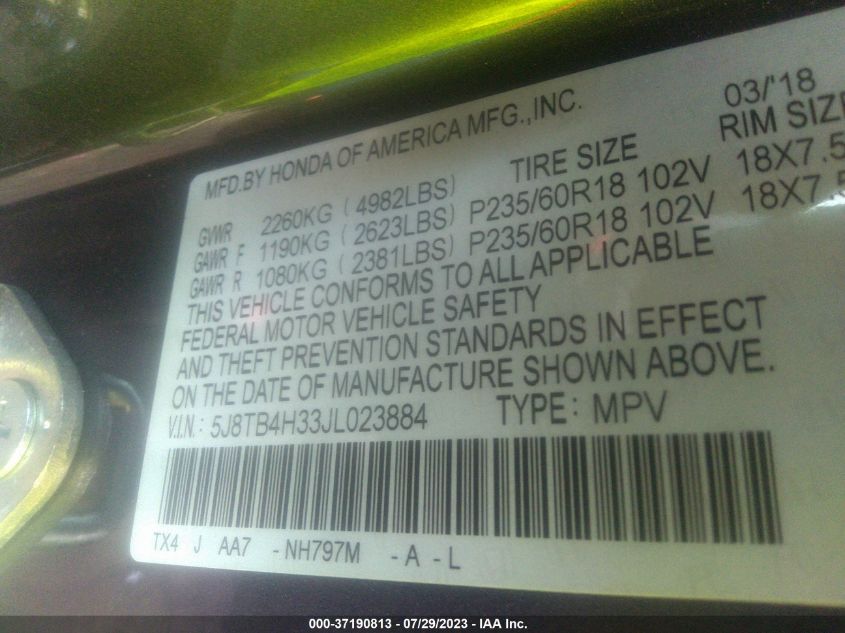 MFD.BY HONDA OF AMERICA MFG.,INC. 03/'18
TIRE SIZE RIM SIZE
GVWR 2260KG ( 4982LBS)
GAWR F 1190KG ( 2623LBS) P235/60R18 102V 18X7.5
GAWR R 1080KG ( 2381LBS) P235/60R18 102V 18X7.5
THIS VEHICLE CONFORMS TO ALL APPLICABLE
FEDERAL MOTOR VEHICLE SAFETY
AND THEFT PREVENTION STANDARDS IN EFFECT
ON THE DATE OF MANUFACTURE SHOWN ABOVE.
V.I.N.: 5J8TB4H33JL023884 TYPE: MPV
TX4 J AA7 - NH797M - A - L
000-37190813 - 07/29/2023 - IAA Inc.